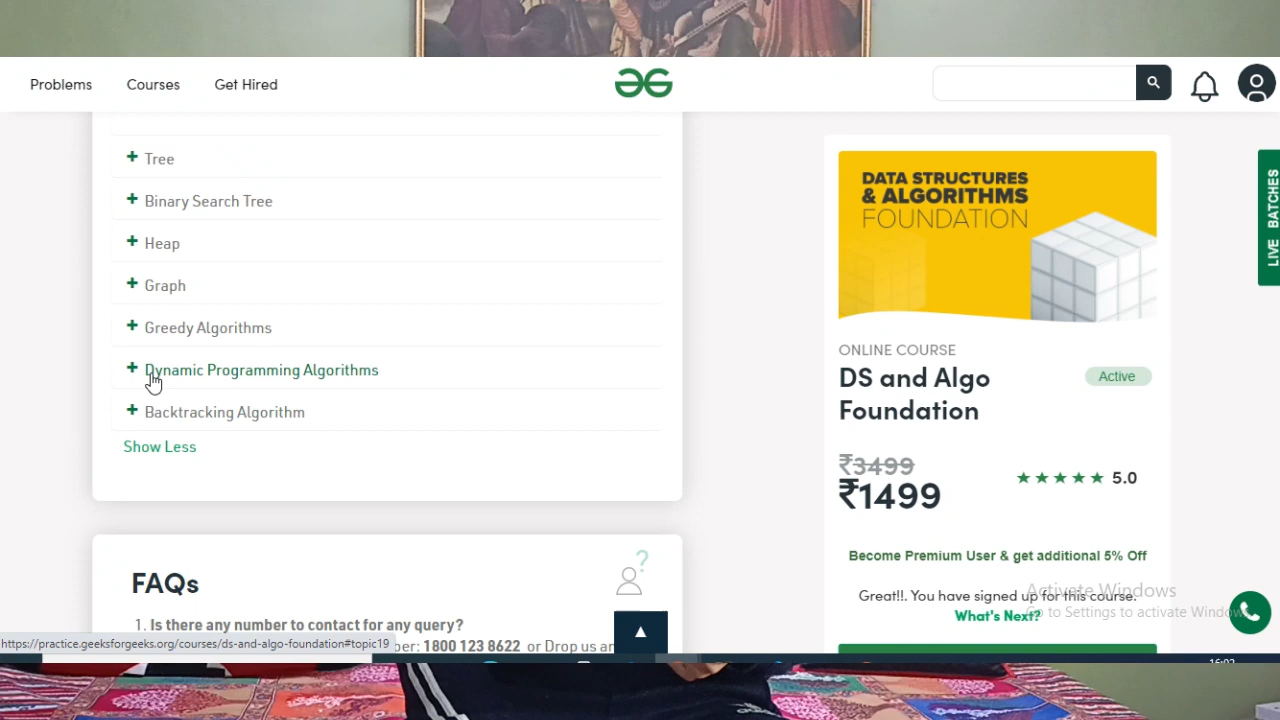 Problems Courses Get Hired
+ Tree
+ Binary Search Tree
+ Heap
+ Graph
+ Greedy Algorithms
+ Dynamic Programming Algorithms
+ Backtracking Algorithm
Show Less
FAQs
1. Is there any number to contact for any query?
ber: 1800 123 8622 or Drop us ar
https://practice.geeksforgeeks.org/courses/ds-and-algo-foundation#topic19
DATA STRUCTURES
& ALGORITHMS
FOUNDATION
ONLINE COURSE
DS and Algo
Foundation
Active
₹3499
₹1499
5.0
Become Premium User & get additional 5% Off
Great!!. You have signed up for this course.
What's Next?
Activate Windows
Go to Settings to activate Windows
LIVE BATCHES